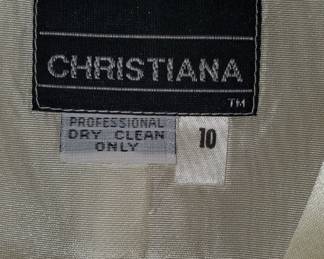 CHRISTIANA
TM
PROFESSIONAL
DRY CLEAN
ONLY
10